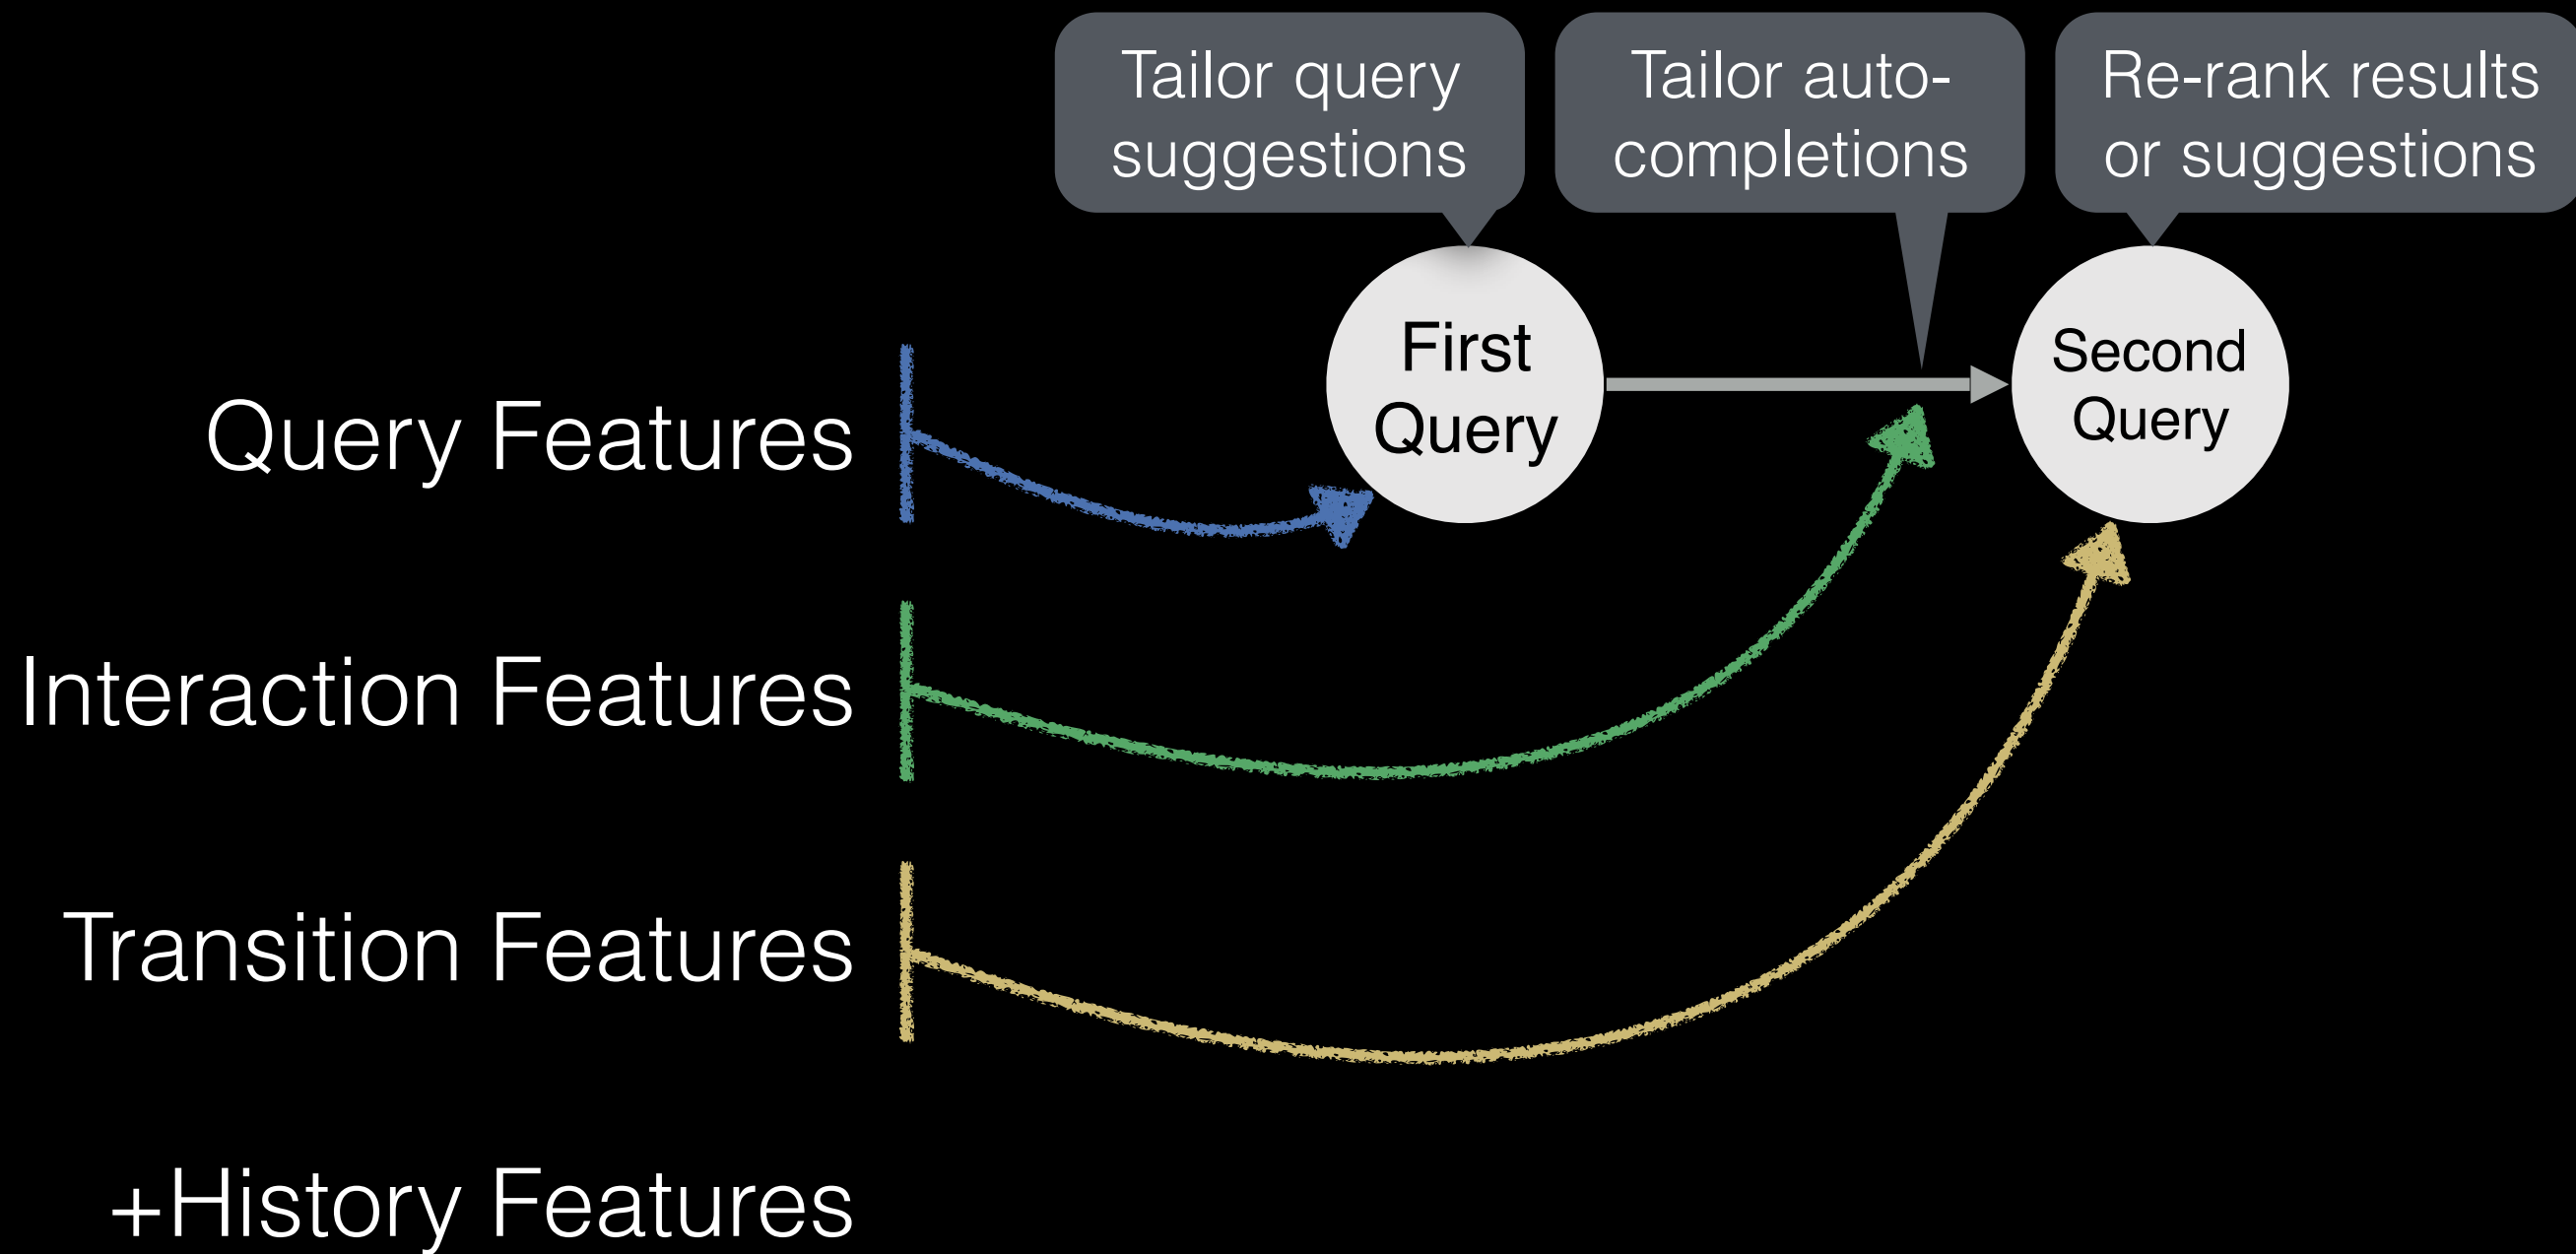 Tailor query
suggestions
Tailor auto-
completions
Re-rank results
or suggestions
First
Query
Second
Query
Query Features
Interaction Features
Transition Features
+History Features